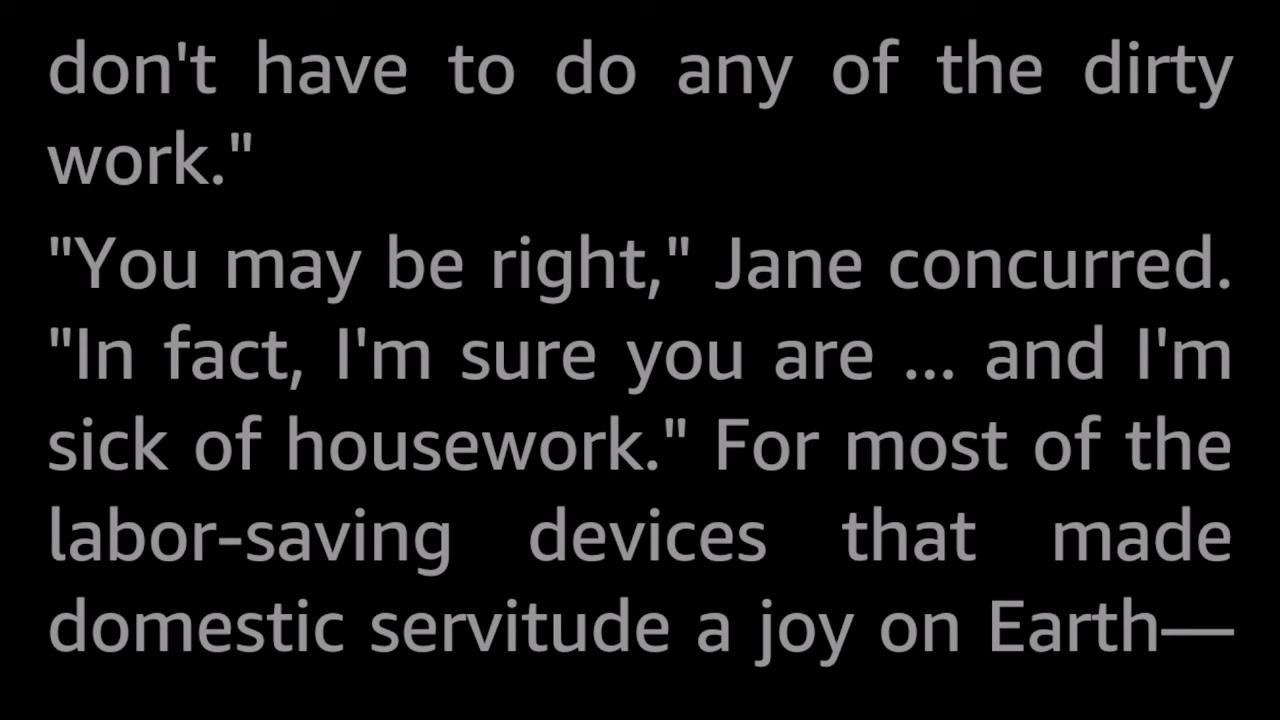 don't have to do any of the dirty
work."
"You may be right," Jane concurred.
"In fact, I'm sure you are ... and I'm
sick of housework." For most of the
labor-saving devices that made
domestic servitude a joy on Earth—